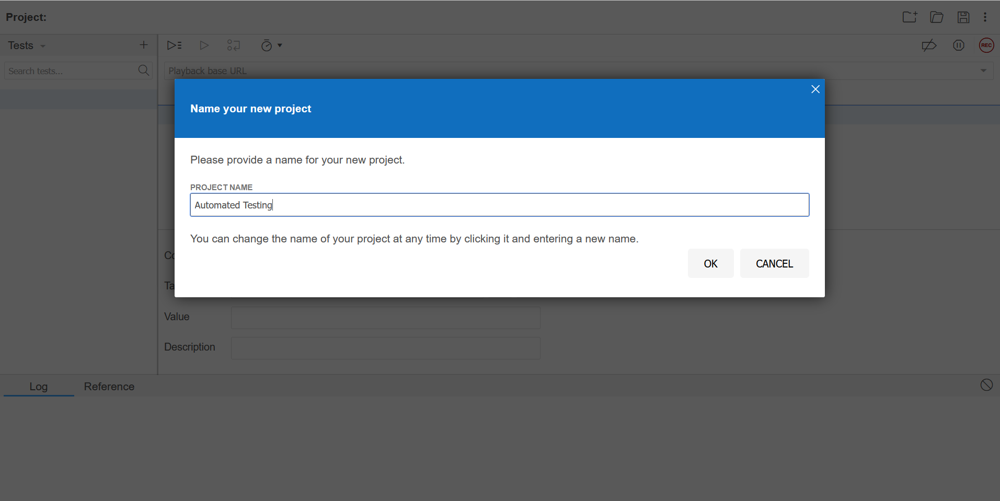 Project:
Tests
Search tests...
Playback base URL
REC
Name your new project
Please provide a name for your new project.
PROJECT NAME
Automated Testing
You can change the name of your project at any time by clicking it and entering a new name.
OK CANCEL
Co
Ta
Value
Description
Log Reference